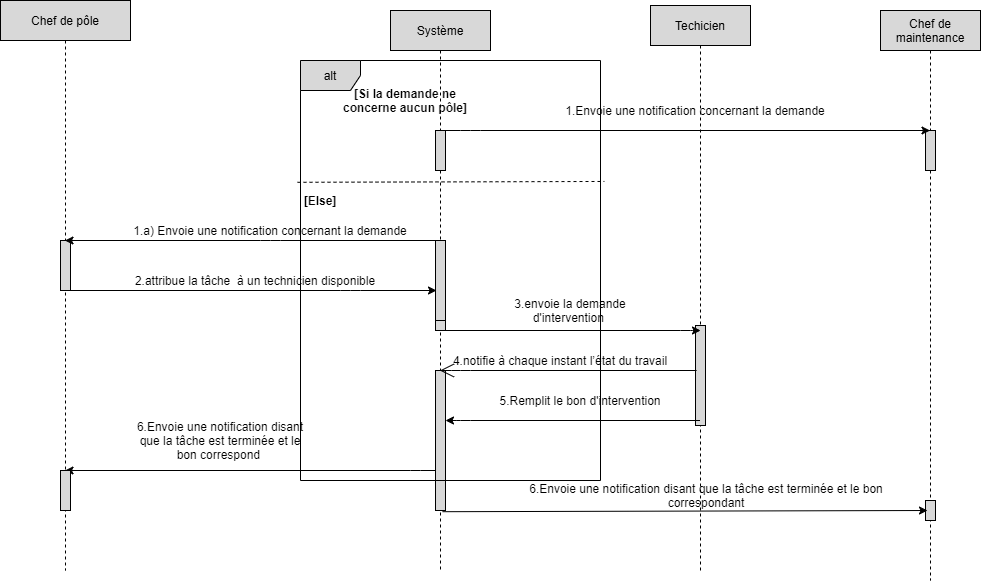 Chef de pôle
Système
Techicien
Chef de
maintenance
alt
[Si la demande ne
concerne aucun pôle]
1.Envoie une notification concernant la demande
[Else]
1.a) Envoie une notification concernant la demande
2.attribue la tâche à un technicien disponible
3.envoie la demande
d'intervention
4.notifie à chaque instant l'état du travail
5.Remplit le bon d'intervention
6.Envoie une notification disant
que la tâche est terminée et le
bon correspond
6.Envoie une notification disant que la tâche est terminée et le bon
correspondant